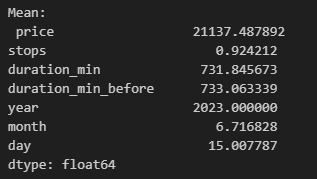 Mean:
price 21137.487892
stops 0.924212
duration_min 731.845673
duration_min_before 733.063339
year 2023.000000
month 6.716828
day 15.007787
dtype: float64